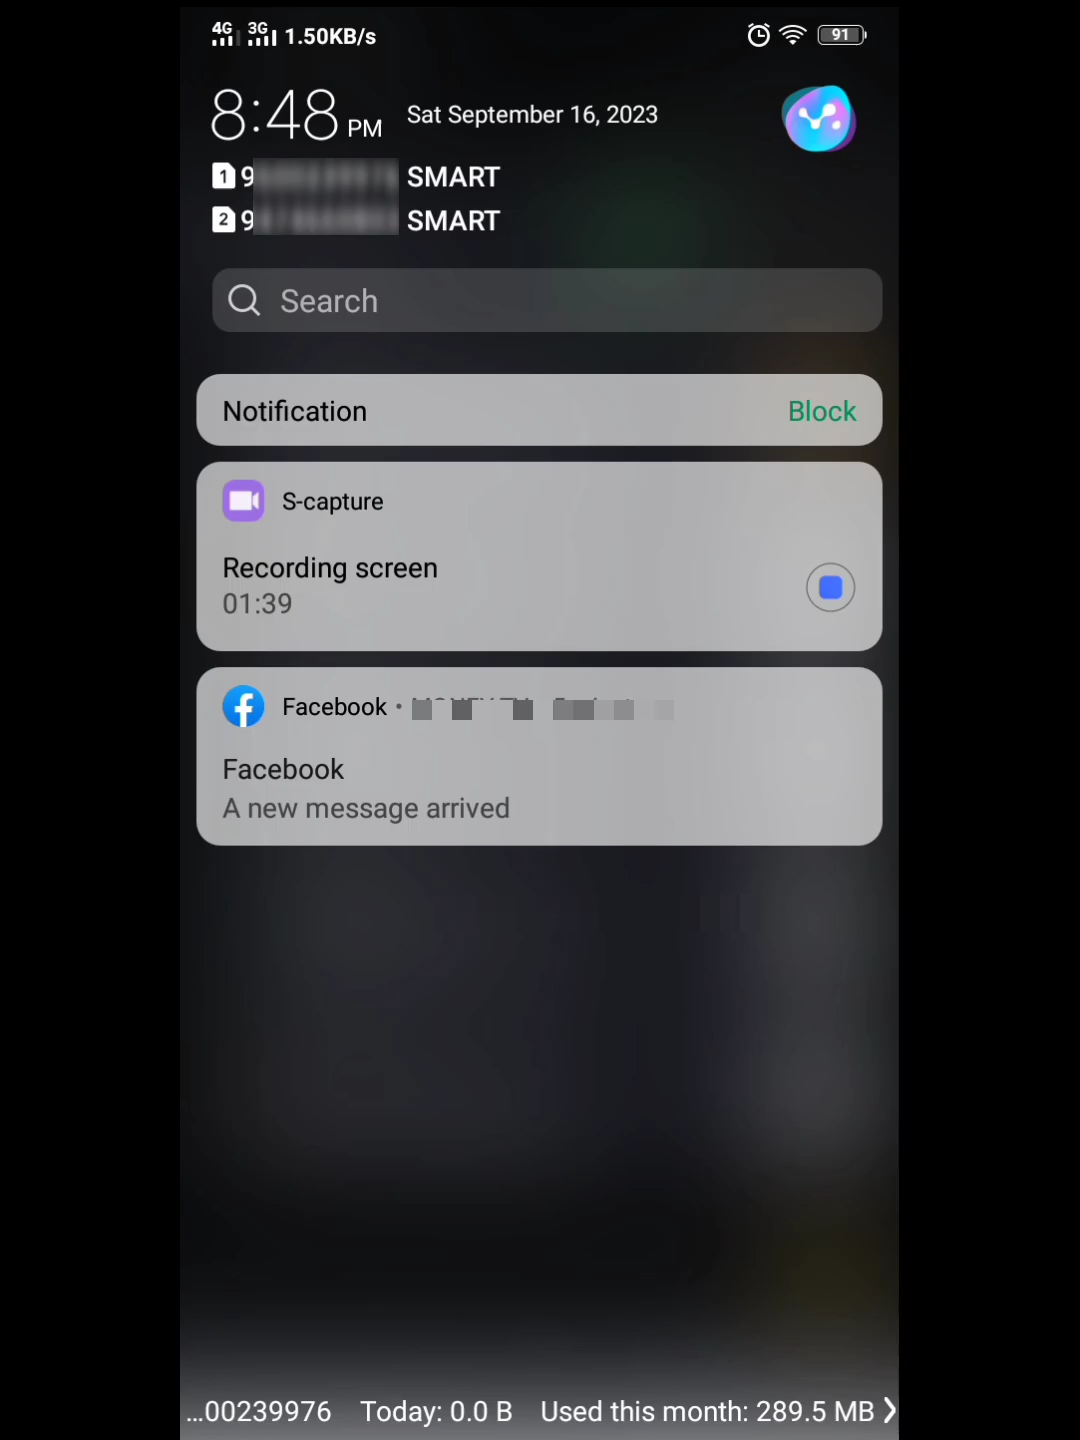 4G 3G 1.50KB/s 91
8:48 PM Sat September 16, 2023
1 9 SMART
2 9 SMART
Search
Notification Block
S-capture
Recording screen
01:39
Facebook •
Facebook
A new message arrived
...00239976 Today: 0.0 B Used this month: 289.5 MB